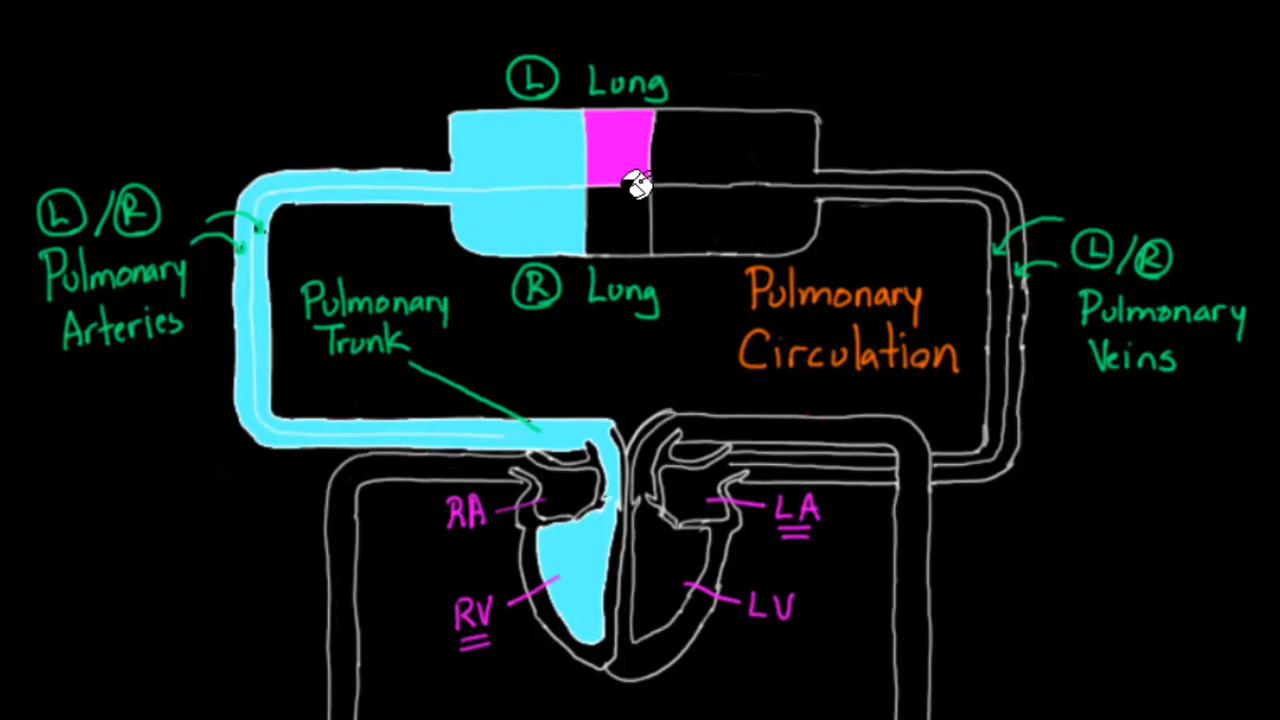 L Lung
L/R
Pulmonary
Arteries
R Lung
Pulmonary
Trunk
Pulmonary
Circulation
L/R
Pulmonary
Veins
RA
LA
RV
LV